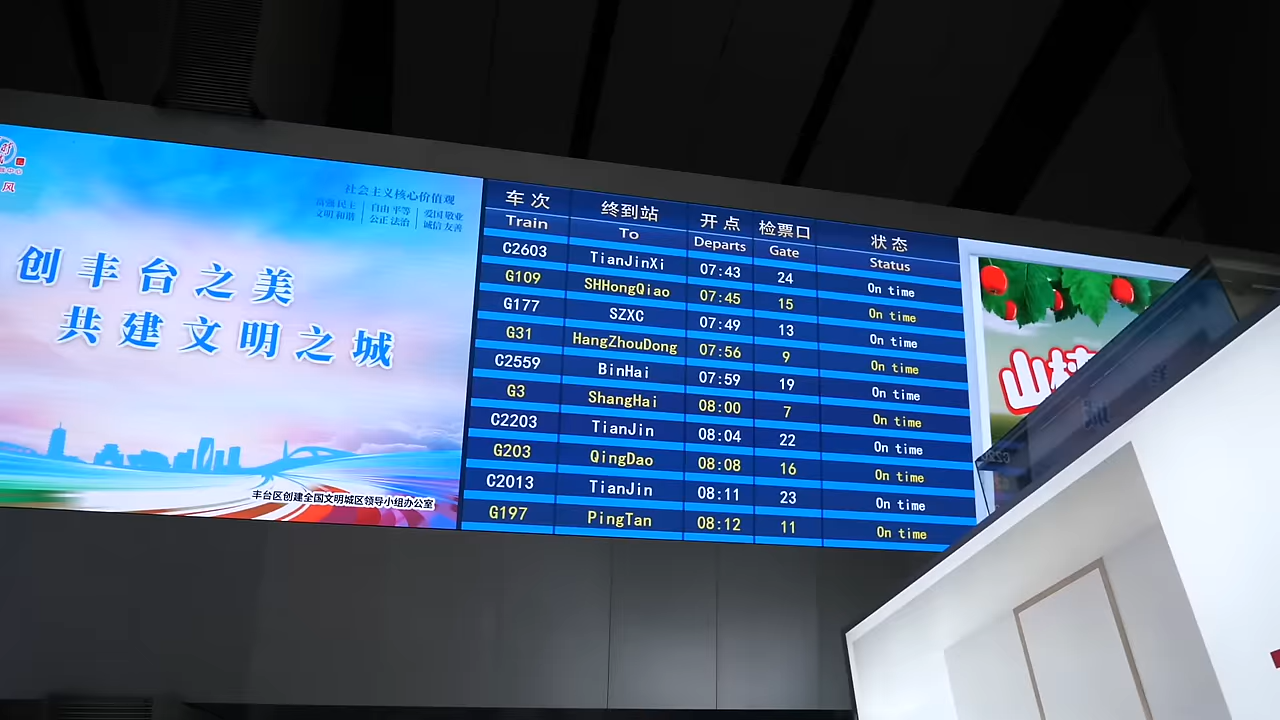 风
社会主义核心价值观
富强 民主 自由 平等 爱国 敬业
文明 和谐 公正 法治 诚信 友善
创丰台之美
共建文明之城
丰台区创建全国文明城区领导小组办公室
车次 终到站 开点 检票口 状态
Train To Departs Gate Status
C2603 TianJinXi 07:43 24 On time
G109 SHHongQiao 07:45 15 On time
G177 SZXC 07:49 13 On time
G31 HangZhouDong 07:56 9 On time
C2559 BinHai 07:59 19 On time
G3 ShangHai 08:00 7 On time
C2203 TianJin 08:04 22 On time
G203 QingDao 08:08 16 On time
C2013 TianJin 08:11 23 On time
G197 PingTan 08:12 11 On time
山